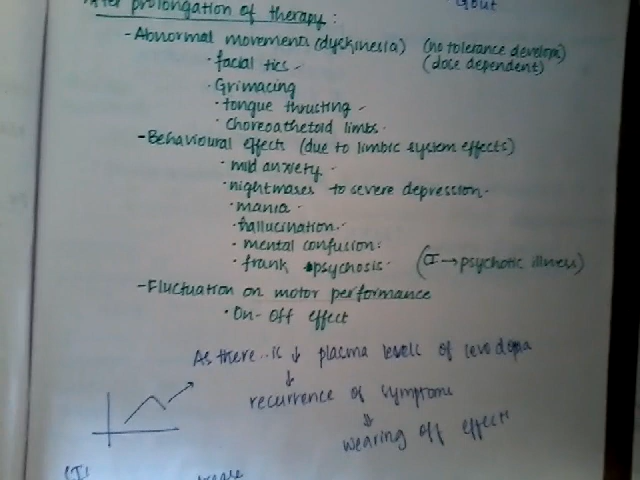 Gout
After prolongation of therapy:
- Abnormal movements (dyskinesia) (no tolerance develops)
· facial tics - (dose dependent)
· Grimacing
· tongue thrusting -
· choreoathetoid limbs.
- Behavioural effects (due to limbic system effects)
· mild anxiety -
· nightmares to severe depression.
· mania -
· hallucination.
· mental confusion:
· frank psychosis. (CI → psychotic illness)
- Fluctuation on motor performance
· On-Off effect
As there is ↓ plasma levels of levodopa
↓
recurrence of symptoms
⇓
wearing off effects